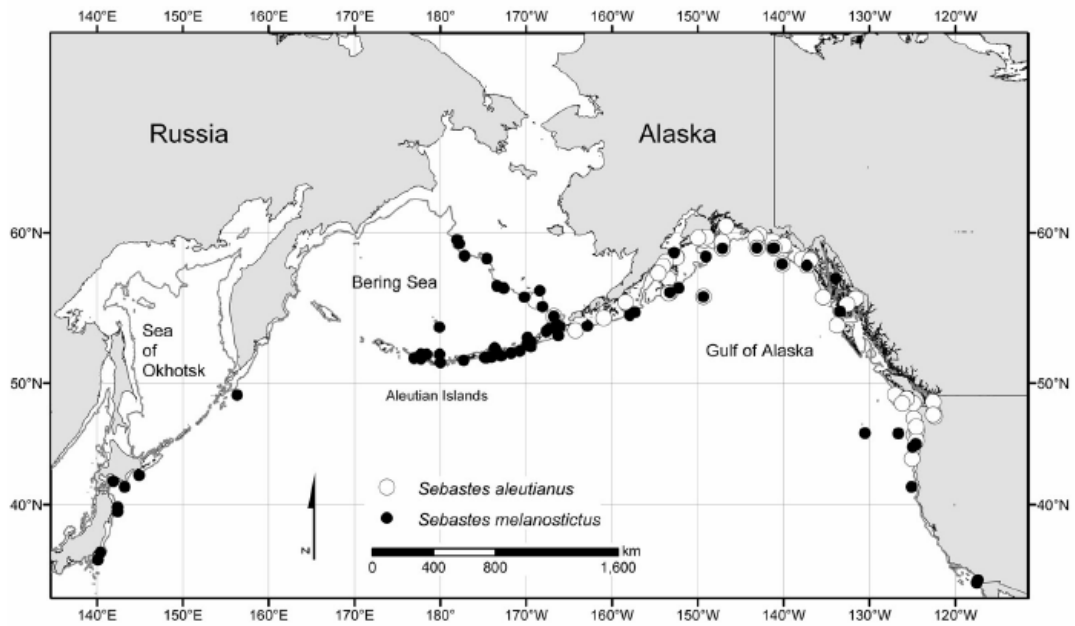 140°E 150°E 160°E 170°E 180° 170°W 160°W 150°W 140°W 130°W 120°W
Russia Alaska
60°N 60°N
Bering Sea
Sea
of
Okhotsk
Gulf of Alaska
50°N 50°N
Aleutian Islands
Sebastes aleutianus
Sebastes melanostictus
40°N 40°N
N
km
0 400 800 1,600
140°E 150°E 160°E 170°E 180° 170°W 160°W 150°W 140°W 130°W 120°W